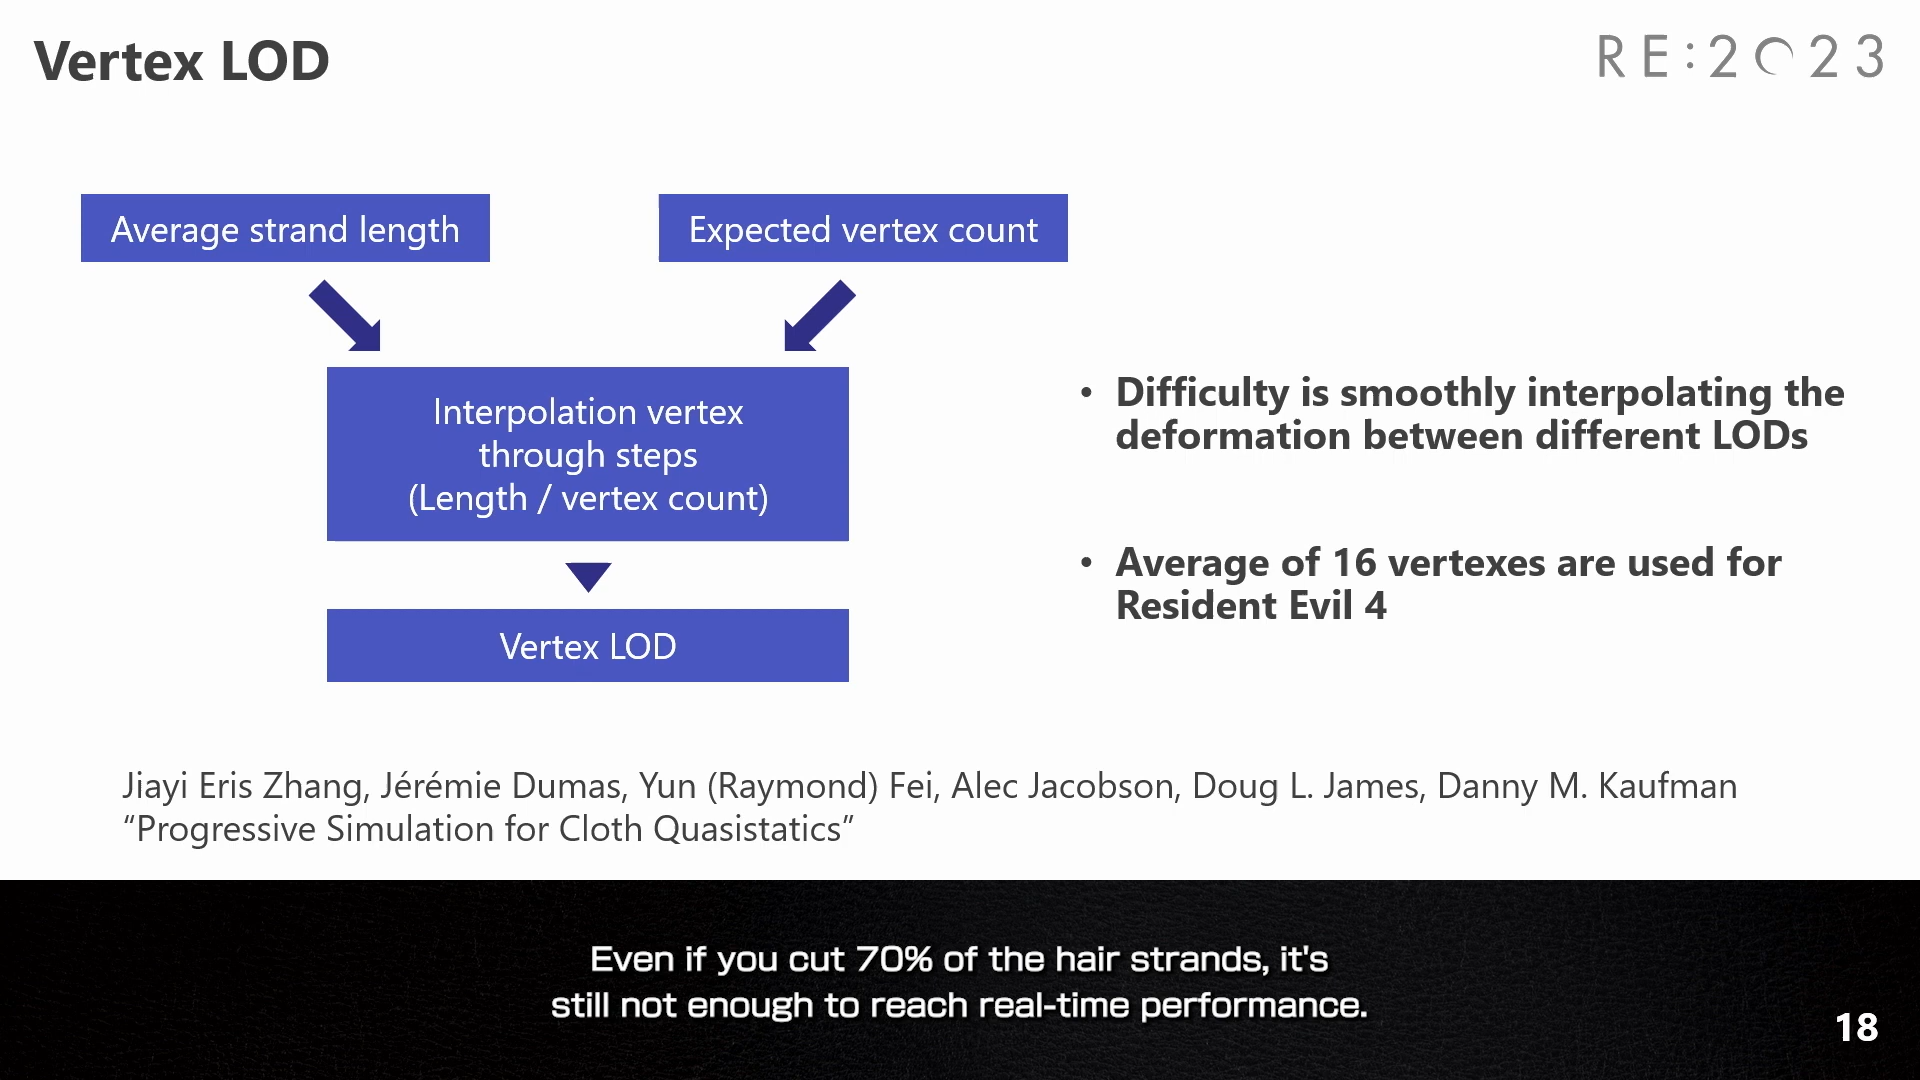 Vertex LOD
RE:2023
Average strand length
Expected vertex count
Interpolation vertex
through steps
(Length / vertex count)
Vertex LOD
• Difficulty is smoothly interpolating the
deformation between different LODs
• Average of 16 vertexes are used for
Resident Evil 4
Jiayi Eris Zhang, Jérémie Dumas, Yun (Raymond) Fei, Alec Jacobson, Doug L. James, Danny M. Kaufman
“Progressive Simulation for Cloth Quasistatics”
Even if you cut 70% of the hair strands, it's
still not enough to reach real-time performance.
18